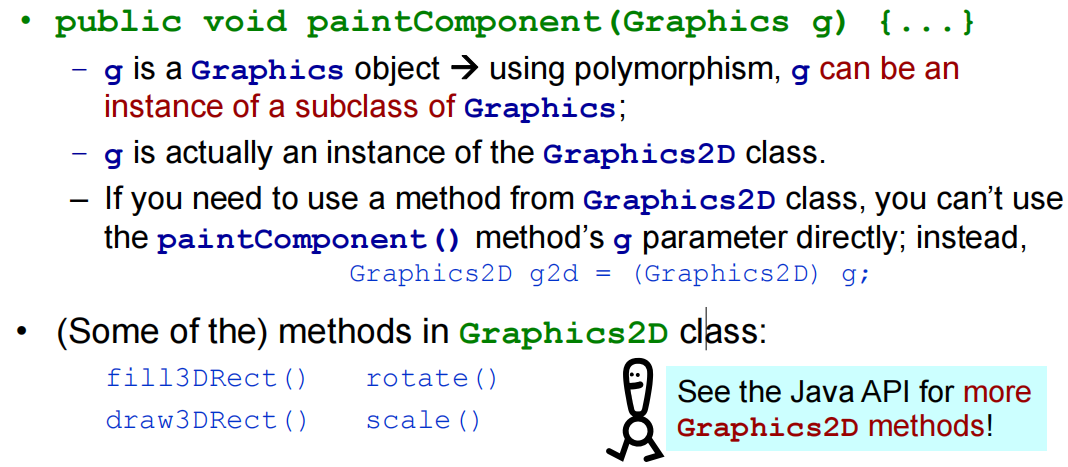 • public void paintComponent(Graphics g) {...}
– g is a Graphics object → using polymorphism, g can be an
instance of a subclass of Graphics;
– g is actually an instance of the Graphics2D class.
– If you need to use a method from Graphics2D class, you can’t use
the paintComponent() method’s g parameter directly; instead,
Graphics2D g2d = (Graphics2D) g;
• (Some of the) methods in Graphics2D class:
fill3DRect() rotate()
draw3DRect() scale()
See the Java API for more
Graphics2D methods!